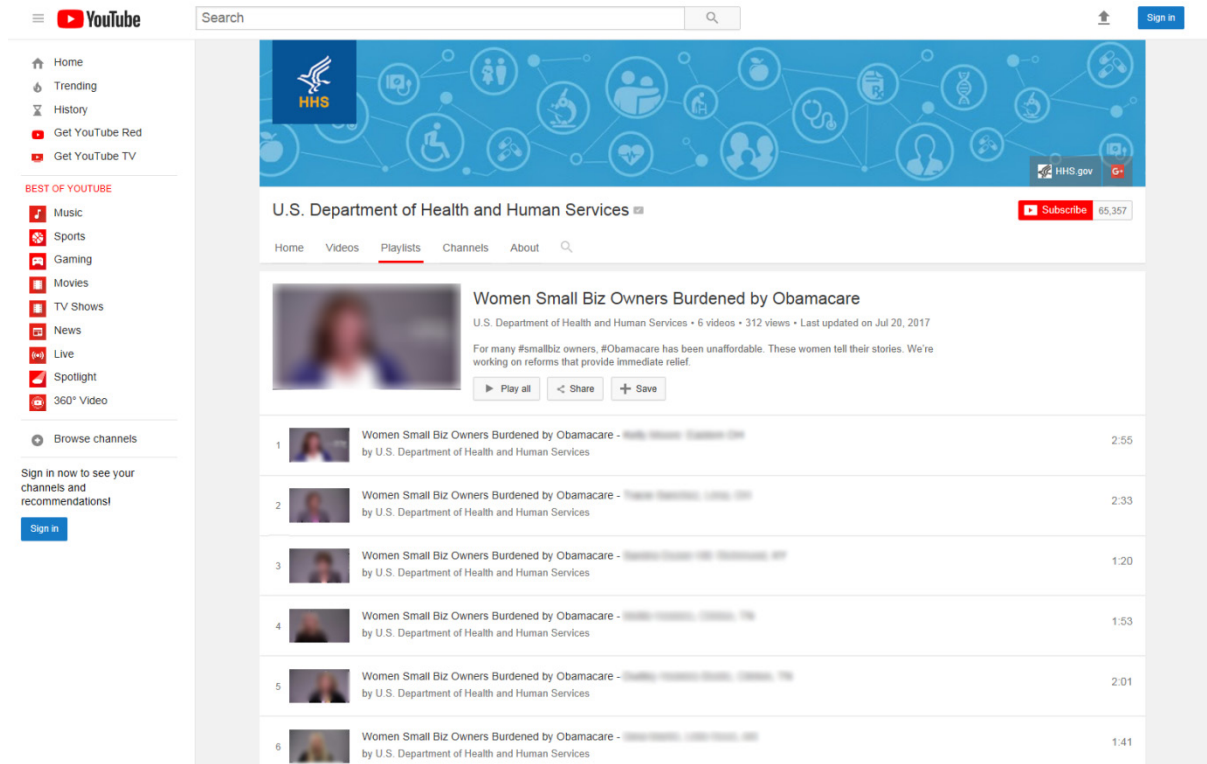 YouTube
Search
Sign in
Home
Trending
History
Get YouTube Red
Get YouTube TV
BEST OF YOUTUBE
Music
Sports
Gaming
Movies
TV Shows
News
Live
Spotlight
360° Video
Browse channels
Sign in now to see your
channels and
recommendations!
Sign in
HHS
HHS.gov
G+
U.S. Department of Health and Human Services
Subscribe 65,357
Home Videos Playlists Channels About
Women Small Biz Owners Burdened by Obamacare
U.S. Department of Health and Human Services • 6 videos • 312 views • Last updated on Jul 20, 2017
For many #smallbiz owners, #Obamacare has been unaffordable. These women tell their stories. We're
working on reforms that provide immediate relief.
Play all Share Save
1 Women Small Biz Owners Burdened by Obamacare - 2:55
by U.S. Department of Health and Human Services
2 Women Small Biz Owners Burdened by Obamacare - 2:33
by U.S. Department of Health and Human Services
3 Women Small Biz Owners Burdened by Obamacare - 1:20
by U.S. Department of Health and Human Services
4 Women Small Biz Owners Burdened by Obamacare - 1:53
by U.S. Department of Health and Human Services
5 Women Small Biz Owners Burdened by Obamacare - 2:01
by U.S. Department of Health and Human Services
6 Women Small Biz Owners Burdened by Obamacare - 1:41
by U.S. Department of Health and Human Services